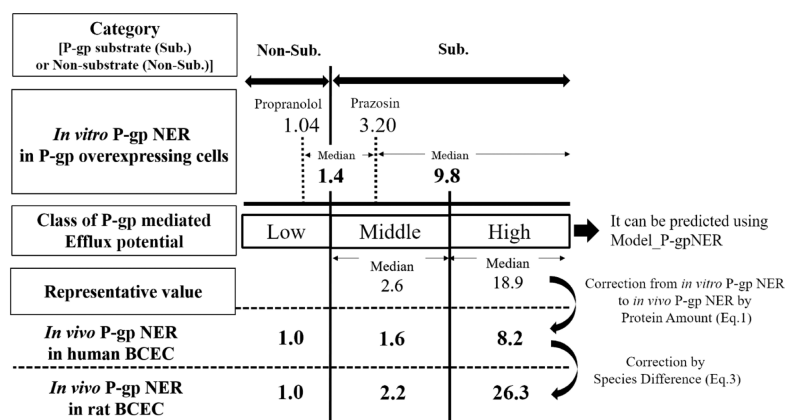 Category
[P-gp substrate (Sub.)
or Non-substrate (Non-Sub.)]
Non-Sub.
Sub.
In vitro P-gp NER
in P-gp overexpressing cells
Propranolol
1.04
Prazosin
3.20
Median
1.4
Median
9.8
Class of P-gp mediated
Efflux potential
Low
Middle
High
It can be predicted using
Model_P-gpNER
Representative value
Median
2.6
Median
18.9
Correction from in vitro P-gp NER
to in vivo P-gp NER by
Protein Amount (Eq.1)
In vivo P-gp NER
in human BCEC
1.0
1.6
8.2
Correction by
Species Difference (Eq.3)
In vivo P-gp NER
in rat BCEC
1.0
2.2
26.3